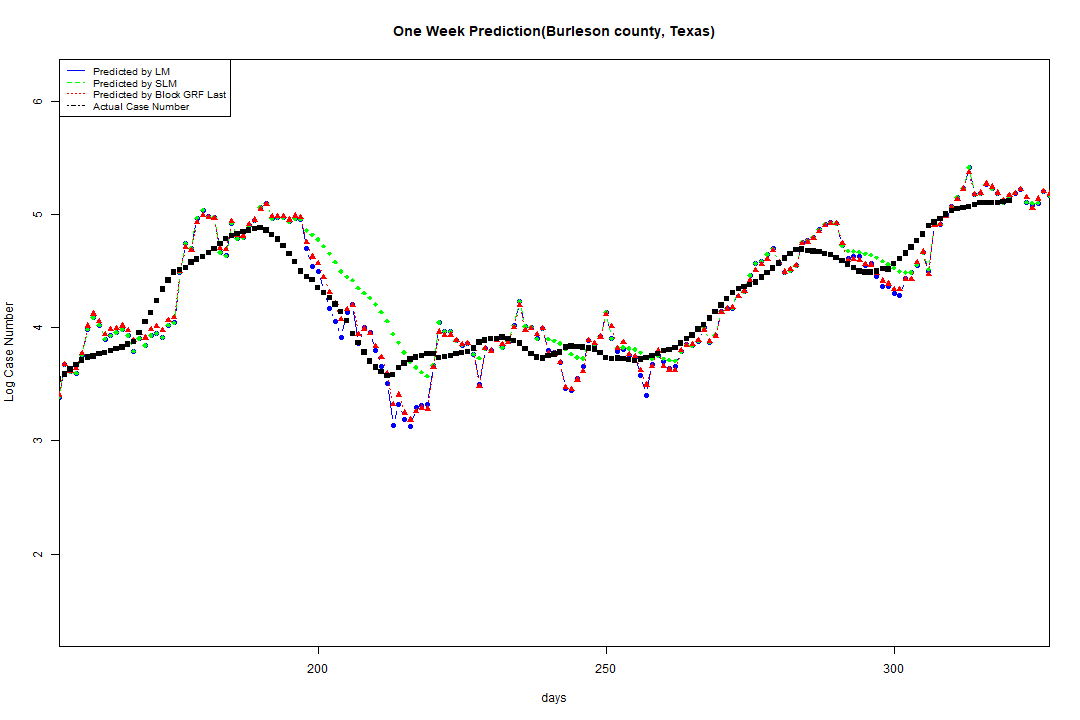 One Week Prediction(Burleson county, Texas)
Predicted by LM
Predicted by SLM
Predicted by Block GRF Last
Actual Case Number
6
5
4
3
2
Log Case Number
200
250
300
days